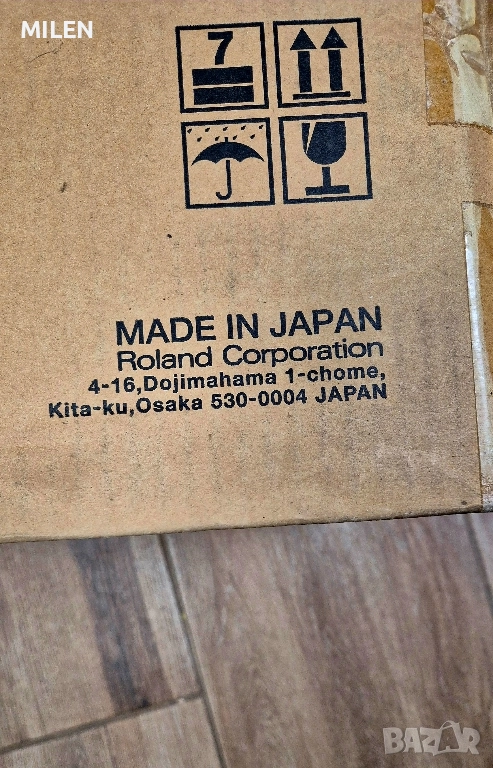 MILEN
7
MADE IN JAPAN
Roland Corporation
4-16,Dojimahama 1-chome,
Kita-ku,Osaka 530-0004 JAPAN
BAZAR